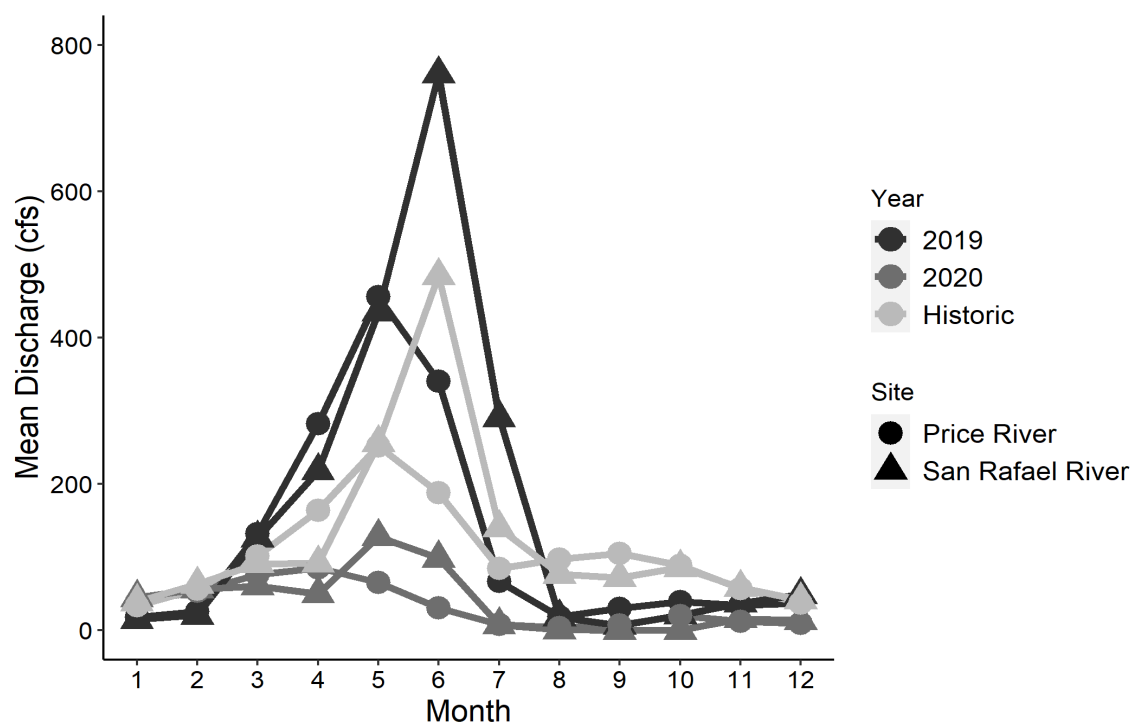 Mean Discharge (cfs)
800
600
400
200
0
1 2 3 4 5 6 7 8 9 10 11 12
Month
Year
2019
2020
Historic
Site
Price River
San Rafael River